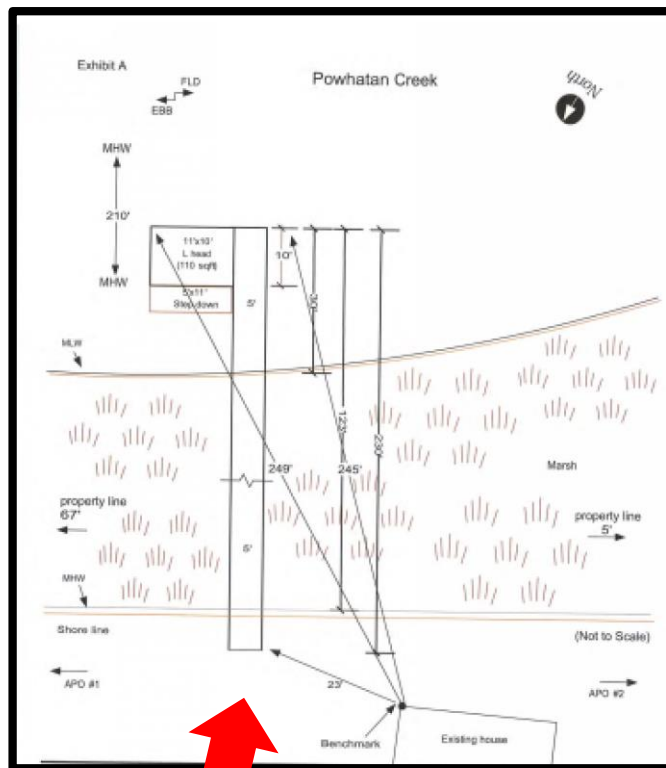 Exhibit A
Powhatan Creek
North
FLD
EBB
MHW
210'
MHW
11'x10'
L head
(110 sqft)
5'x11'
Step down
10'
5'
30'
MLW
123'
230'
249'
245'
Marsh
property line
67'
property line
5'
5'
MHW
Shore line
(Not to Scale)
APO #1
APO #2
23'
Benchmark
Existing house